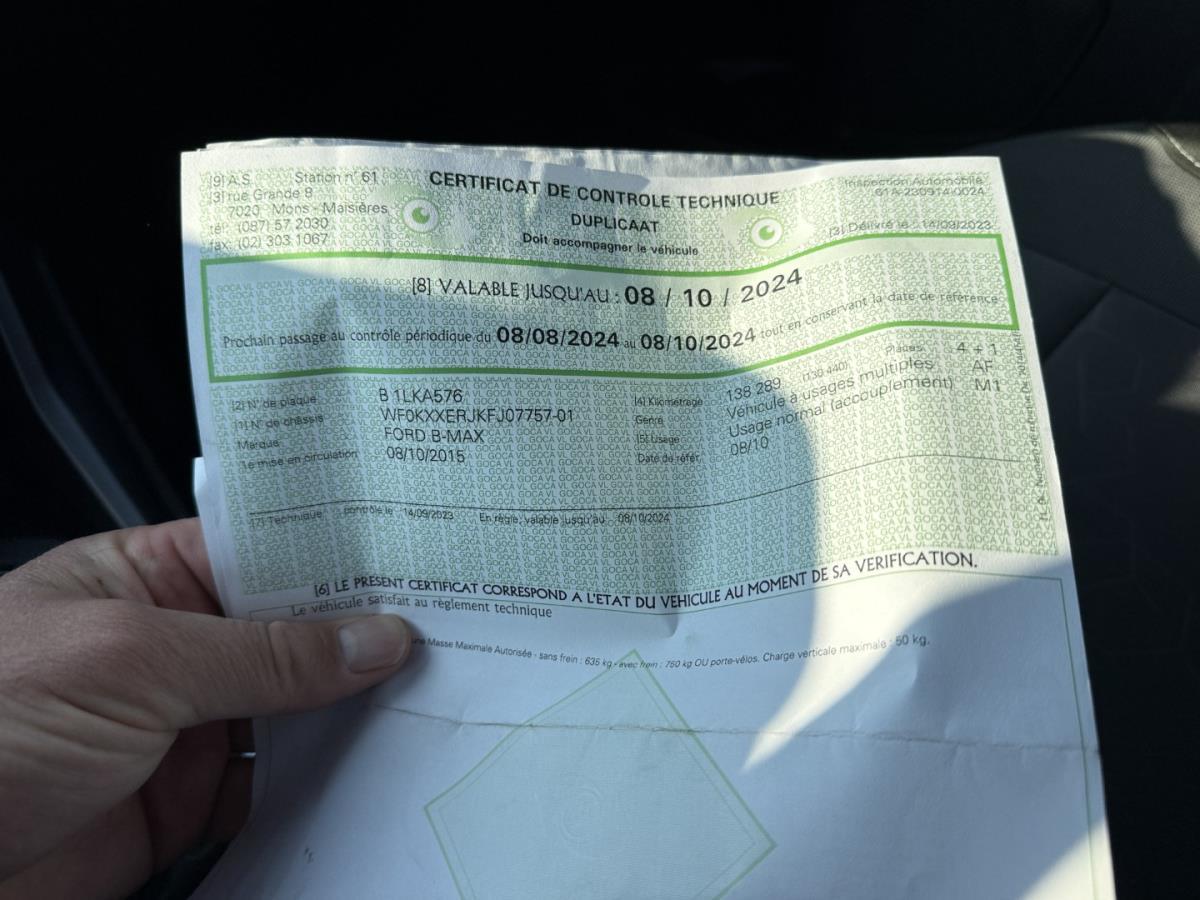 [9] A.S. Station n° 61
[3] rue Grande 8
7020 Mons - Maisières
tél: (087) 57 2030
fax: (02) 303 1067
CERTIFICAT DE CONTROLE TECHNIQUE
DUPLICAAT
Doit accompagner le véhicule
Inspection Automobile
61A-230914-0024
[3] Délivré le : 14/09/2023
[8] VALABLE JUSQU'AU : 08 / 10 / 2024
Prochain passage au contrôle périodique du 08/08/2024 au 08/10/2024 tout en conservant la date de référence
Places 4 + 1
[2] N° de plaque B 1LKA576 [4] Kilométrage 138 289 (130 440) AF
[1] N° de châssis WF0KXXERJKFJ07757-01 Genre Véhicule à usages multiples M1
Marque FORD B-MAX [5] Usage Usage normal (accouplement)
1e mise en circulation 08/10/2015 Date de référ. 08/10
[7] Technique contrôlé le 14/09/2023 En règle, valable jusqu'au 08/10/2024
[6] LE PRESENT CERTIFICAT CORRESPOND A L'ETAT DU VEHICULE AU MOMENT DE SA VERIFICATION.
Le véhicule satisfait au règlement technique
une Masse Maximale Autorisée - sans frein : 635 kg - avec frein : 750 kg OU porte-vélos. Charge verticale maximale : 50 kg.